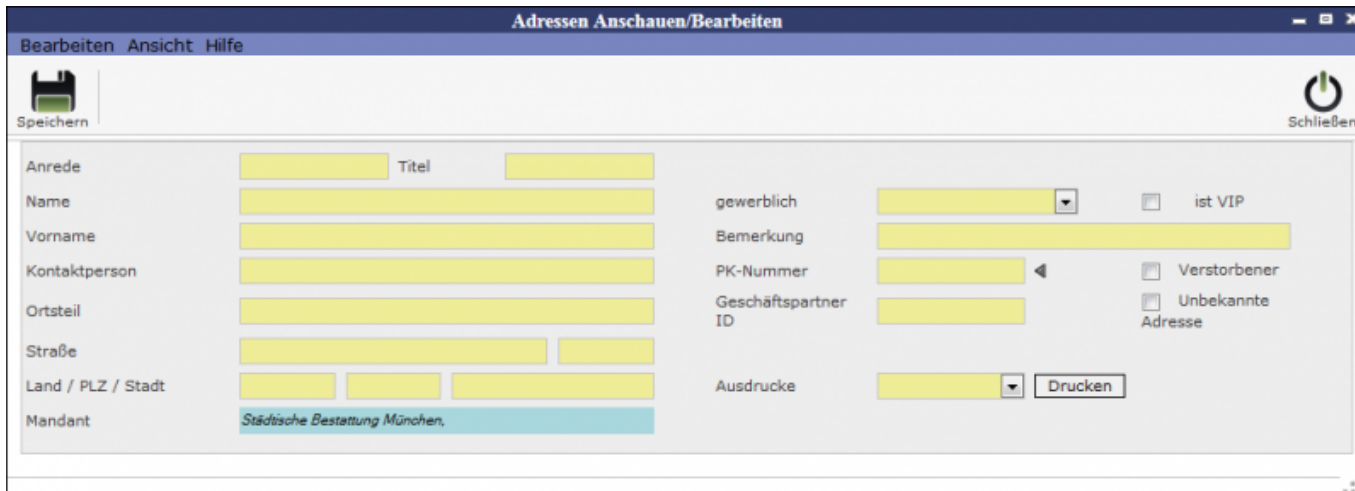 Adressen Anschauen/Bearbeiten
Bearbeiten Ansicht Hilfe
Speichern
Schließen
Anrede Titel
Name gewerblich ist VIP
Vorname Bemerkung
Kontaktperson PK-Nummer Verstorbener
Ortsteil Geschäftspartner ID Unbekannte Adresse
Straße
Land / PLZ / Stadt Ausdrucke Drucken
Mandant Städtische Bestattung München,